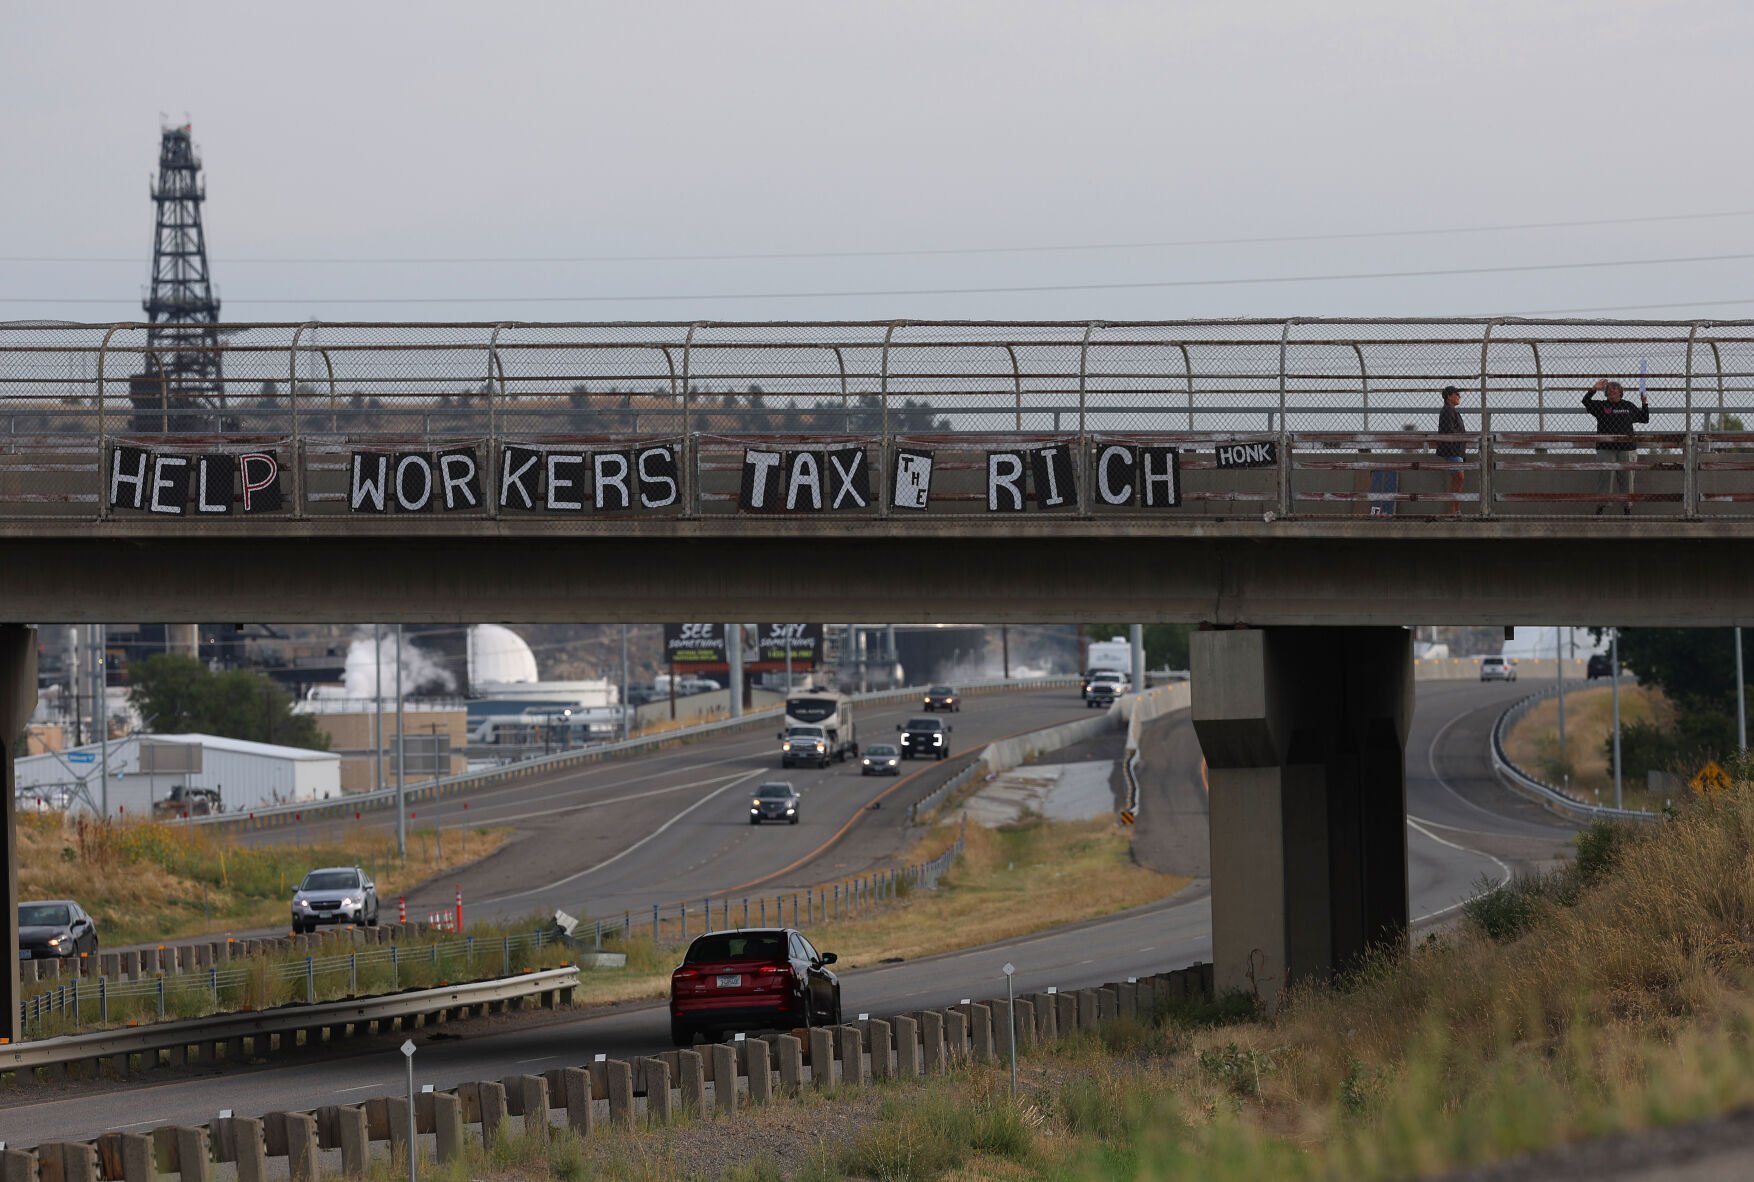 HELP WORKERS TAX THE RICH HONK
SEE SAY
SOMETHING SOMETHING